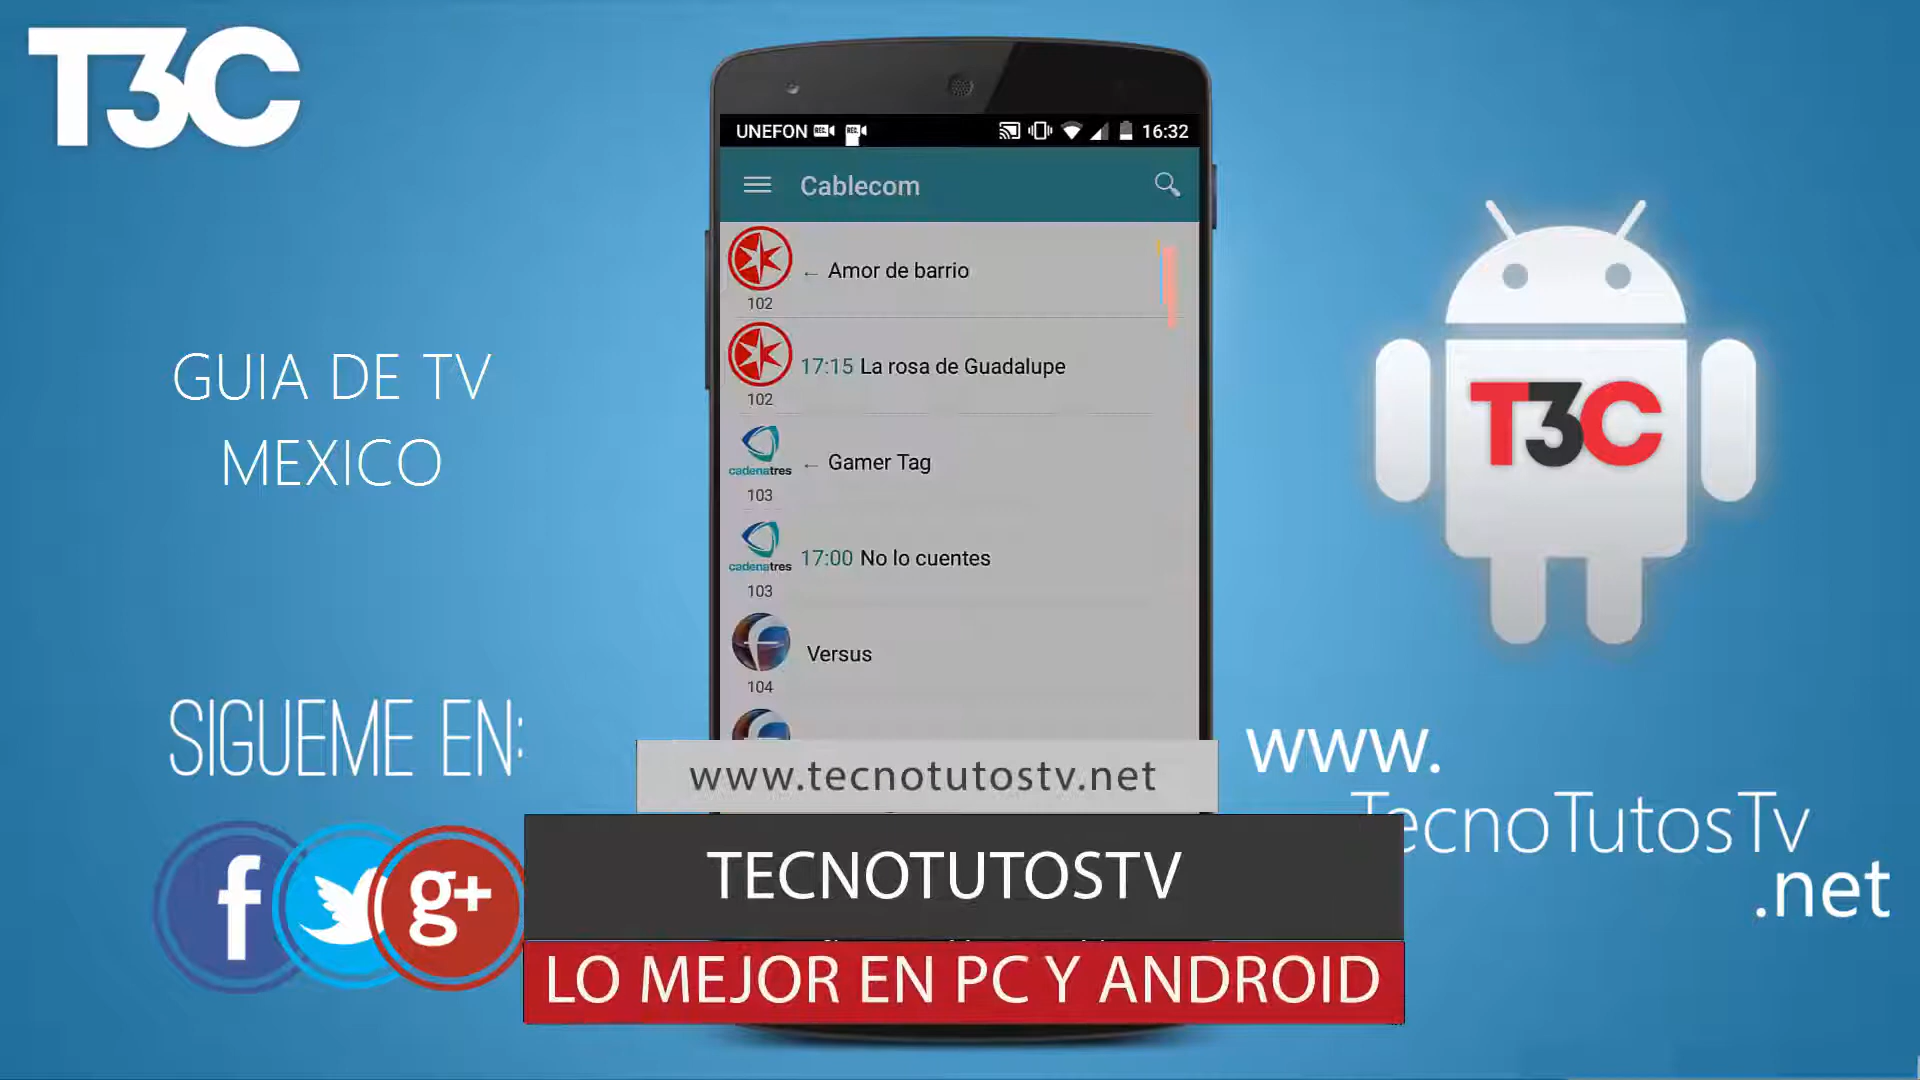 T3C
UNEFON
REC
REC
16:32
Cablecom
← Amor de barrio
102
17:15 La rosa de Guadalupe
102
cadenatres
← Gamer Tag
103
cadenatres
17:00 No lo cuentes
103
Versus
104
GUIA DE TV
MEXICO
SIGUEME EN:
f
g+
T3C
www.
TecnoTutosTv
.net
www.tecnotutostv.net
TECNOTUTOSTV
LO MEJOR EN PC Y ANDROID